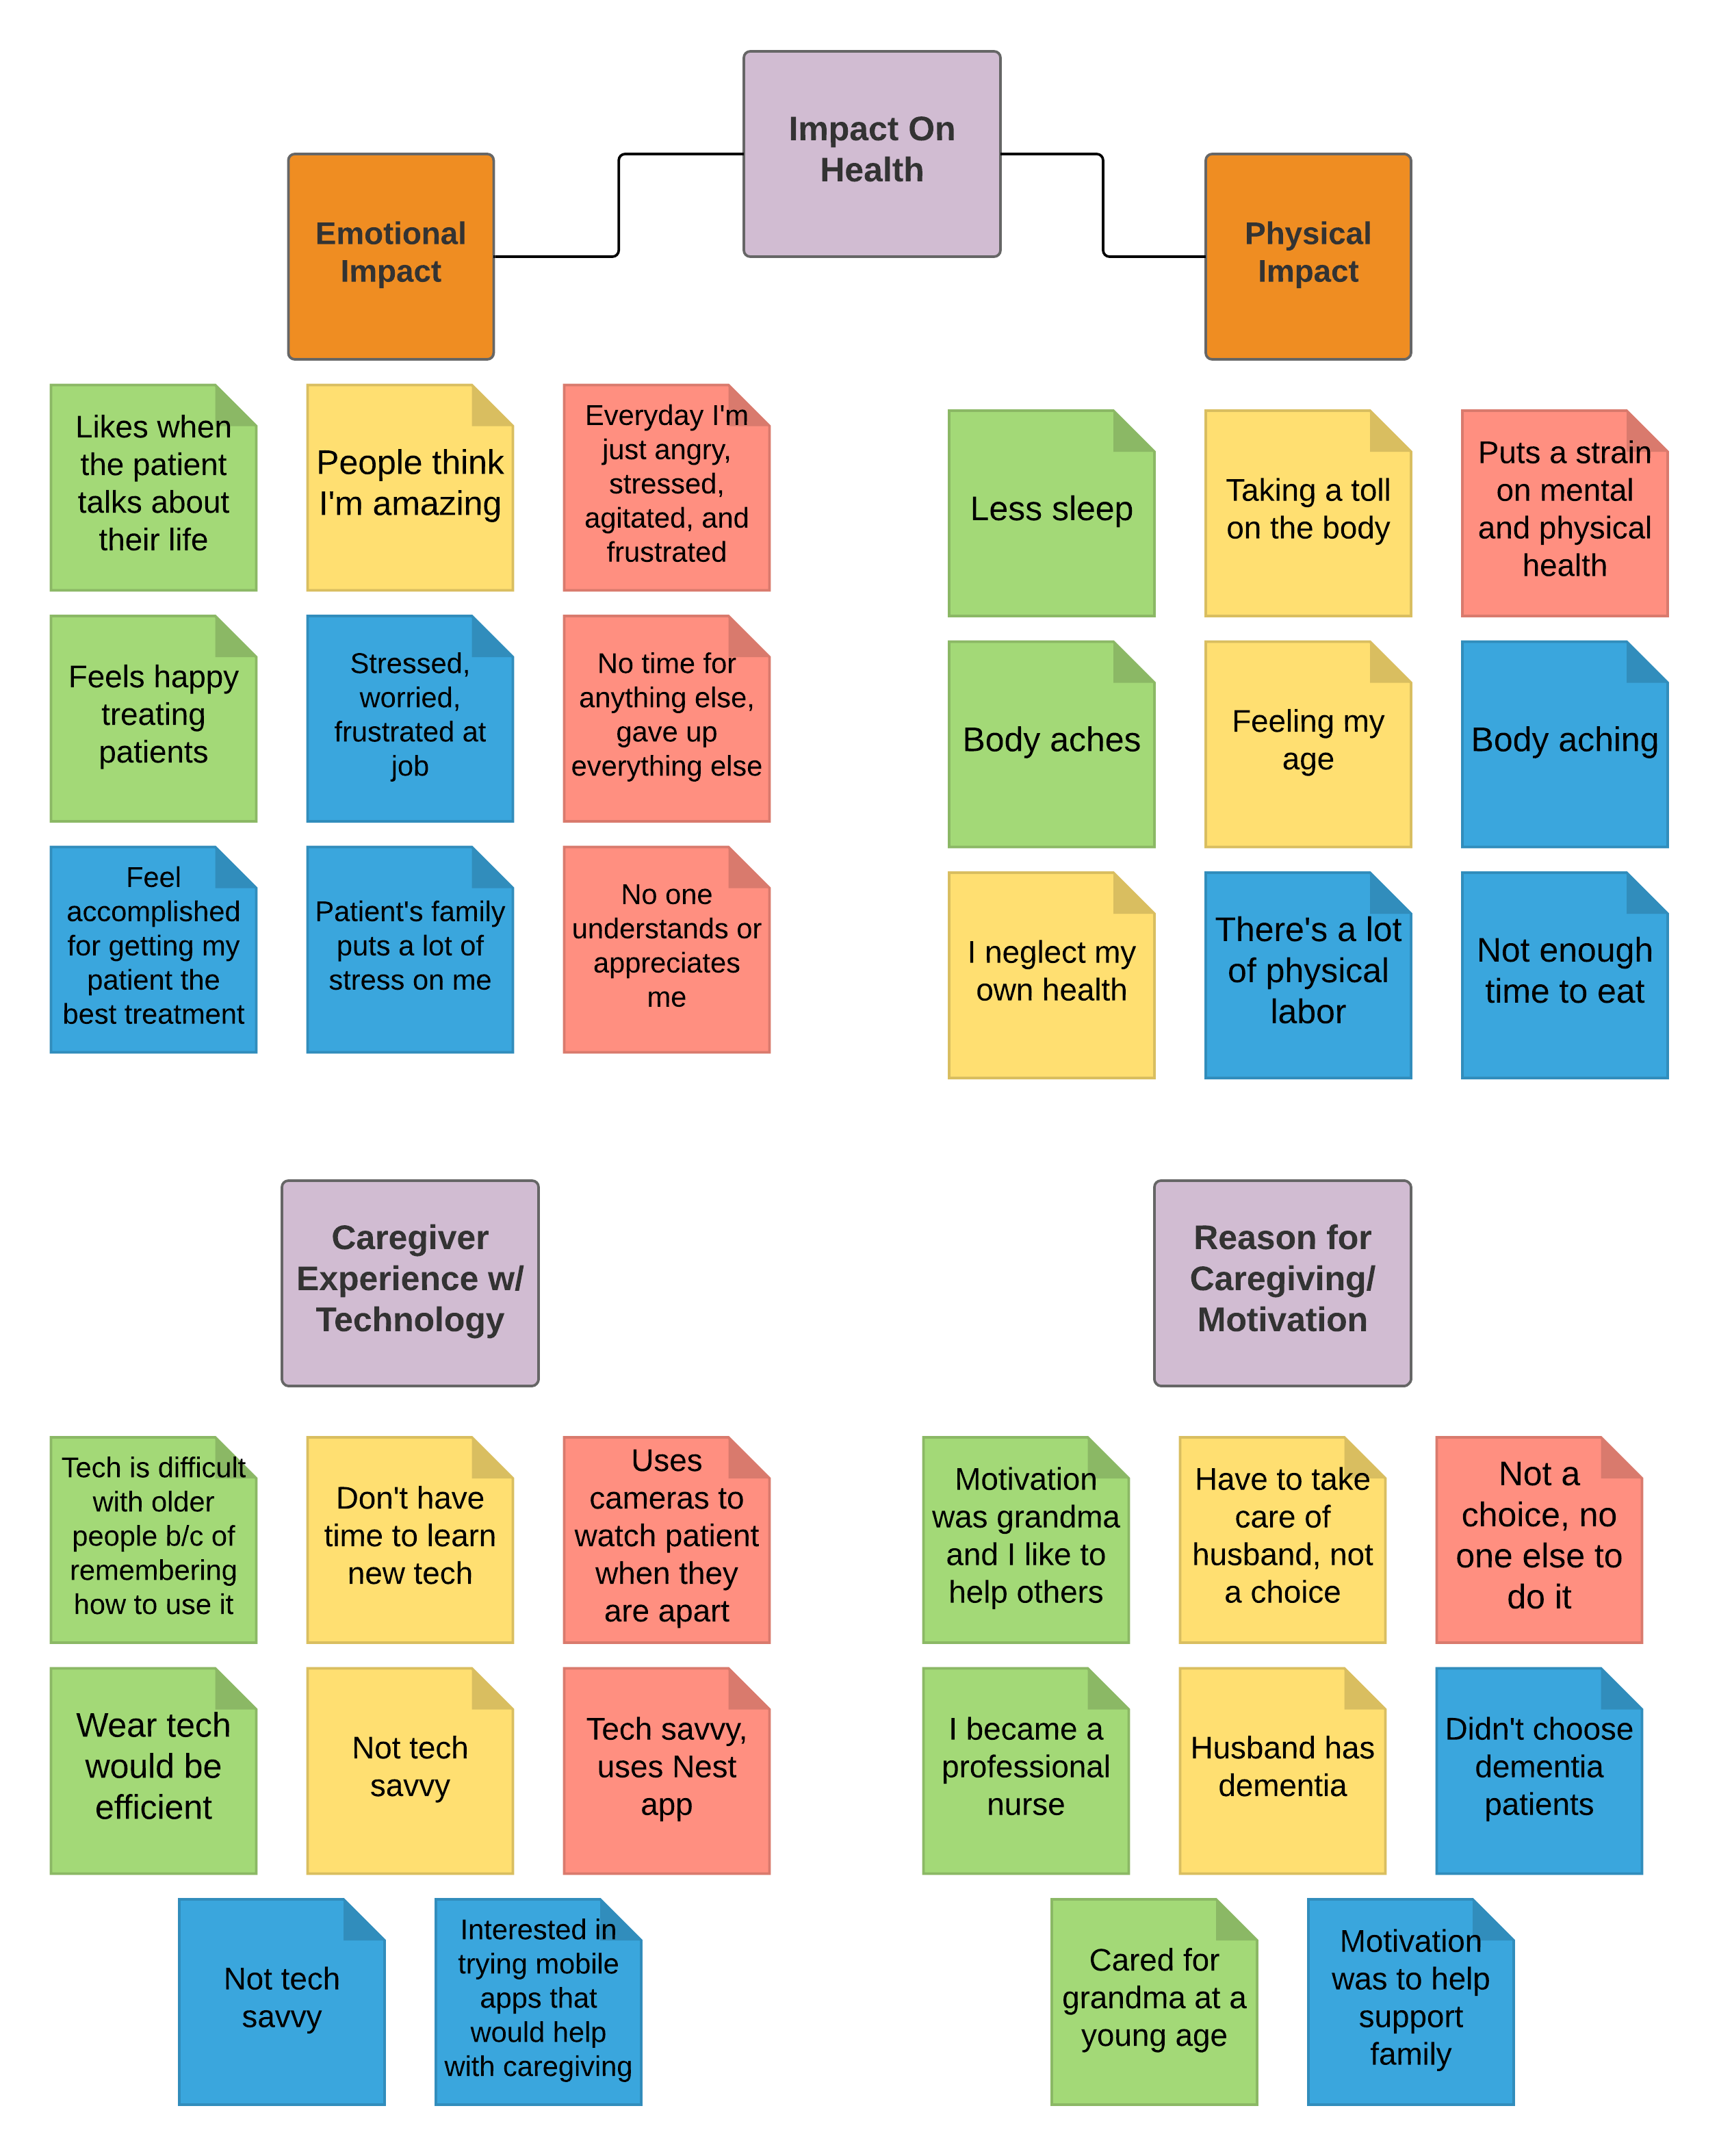 Impact On
Health
Emotional
Impact
Physical
Impact
Likes when
the patient
talks about
their life
People think
I'm amazing
Everyday I'm
just angry,
stressed,
agitated, and
frustrated
Feels happy
treating
patients
Stressed,
worried,
frustrated at
job
No time for
anything else,
gave up
everything else
Feel
accomplished
for getting my
patient the
best treatment
Patient's family
puts a lot of
stress on me
No one
understands or
appreciates
me
Less sleep
Taking a toll
on the body
Puts a strain
on mental
and physical
health
Body aches
Feeling my
age
Body aching
I neglect my
own health
There's a lot
of physical
labor
Not enough
time to eat
Caregiver
Experience w/
Technology
Tech is difficult
with older
people b/c of
remembering
how to use it
Don't have
time to learn
new tech
Uses
cameras to
watch patient
when they
are apart
Wear tech
would be
efficient
Not tech
savvy
Tech savvy,
uses Nest
app
Not tech
savvy
Interested in
trying mobile
apps that
would help
with caregiving
Reason for
Caregiving/
Motivation
Motivation
was grandma
and I like to
help others
Have to take
care of
husband, not
a choice
Not a
choice, no
one else to
do it
I became a
professional
nurse
Husband has
dementia
Didn't choose
dementia
patients
Cared for
grandma at a
young age
Motivation
was to help
support
family